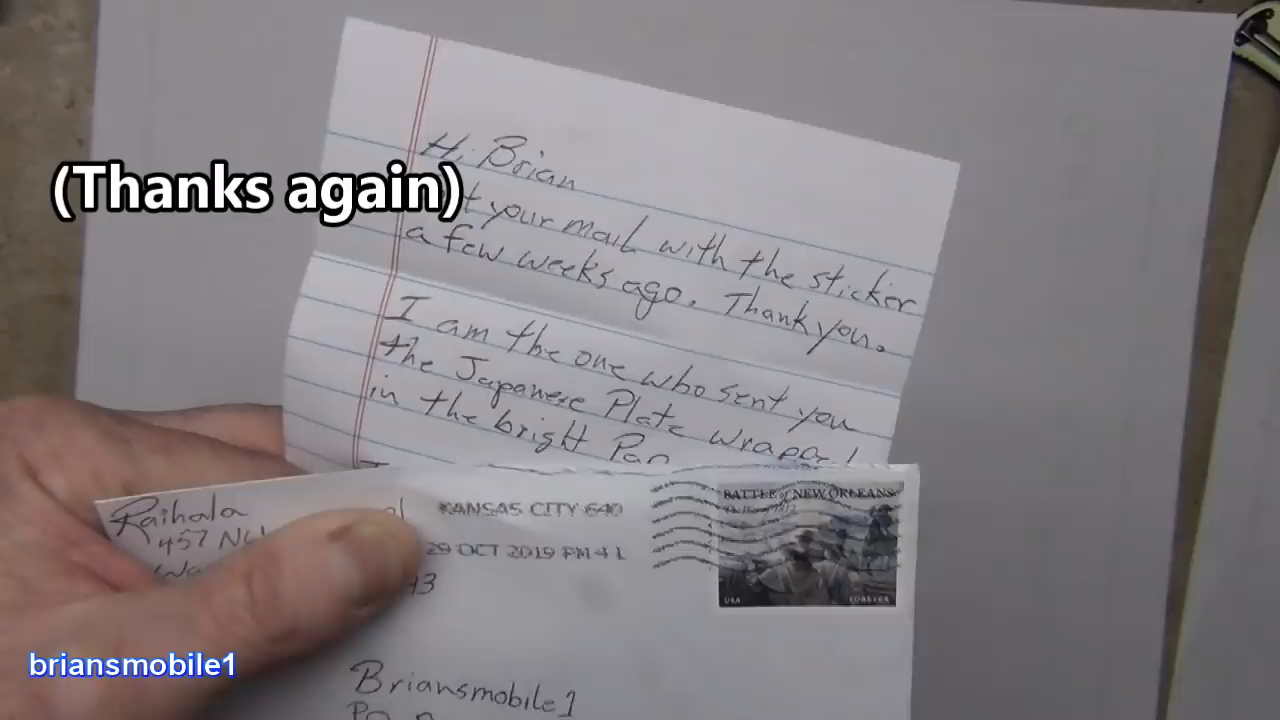 (Thanks again)
Hi Brian
your mail with the sticker
a few weeks ago. Thank you.
I am the one who sent you
the Japanese Plate
in the bright
Raihala
457
KANSAS CITY 640
29 OCT 2019 PM 4 L
BATTLE of NEW ORLEANS
USA
FOREVER
Briansmobile1
briansmobile1